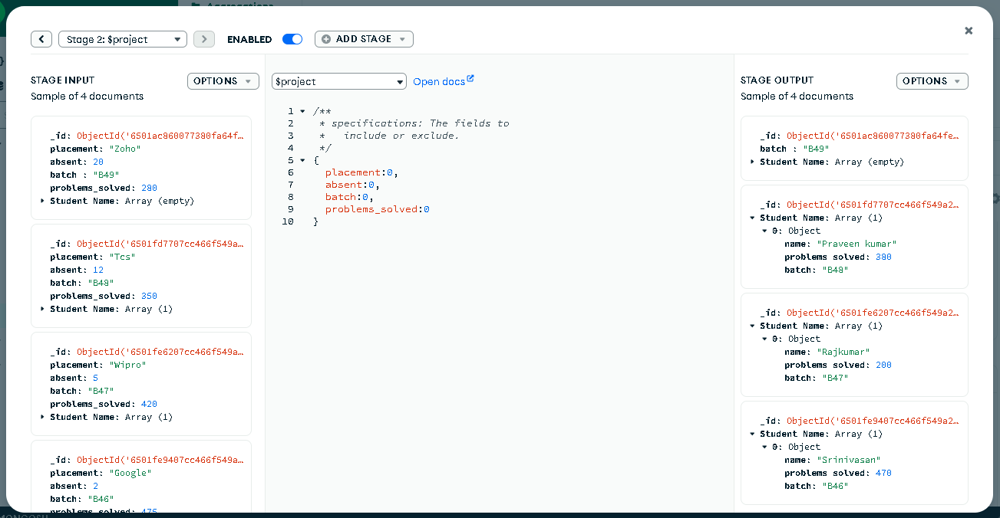 Aggregations
Stage 2: $project
ENABLED
ADD STAGE
STAGE INPUT
OPTIONS
Sample of 4 documents
_id: ObjectId('6501ac860077380fa64f…
placement: "Zoho"
absent: 20
batch : "B49"
problems_solved: 280
Student Name: Array (empty)
_id: ObjectId('6501fd7707cc466f549a…
placement: "Tcs"
absent: 12
batch: "B48"
problems_solved: 350
Student Name: Array (1)
_id: ObjectId('6501fe6207cc466f549a…
placement: "Wipro"
absent: 5
batch: "B47"
problems_solved: 420
Student Name: Array (1)
_id: ObjectId('6501fe9407cc466f549a…
placement: "Google"
absent: 2
batch: "B46"
problems_solved: 475
$project
Open docs
1 /**
2 * specifications: The fields to
3 *   include or exclude.
4 */
5 {
6 placement:0,
7 absent:0,
8 batch:0,
9 problems_solved:0
10 }
STAGE OUTPUT
OPTIONS
Sample of 4 documents
_id: ObjectId('6501ac860077380fa64fe…
batch : "B49"
Student Name: Array (empty)
_id: ObjectId('6501fd7707cc466f549a2…
Student Name: Array (1)
0: Object
name: "Praveen kumar"
problems solved: 380
batch: "B48"
_id: ObjectId('6501fe6207cc466f549a2…
Student Name: Array (1)
0: Object
name: "Rajkumar"
problems solved: 200
batch: "B47"
_id: ObjectId('6501fe9407cc466f549a2…
Student Name: Array (1)
0: Object
name: "Srinivasan"
problems solved: 470
batch: "B46"